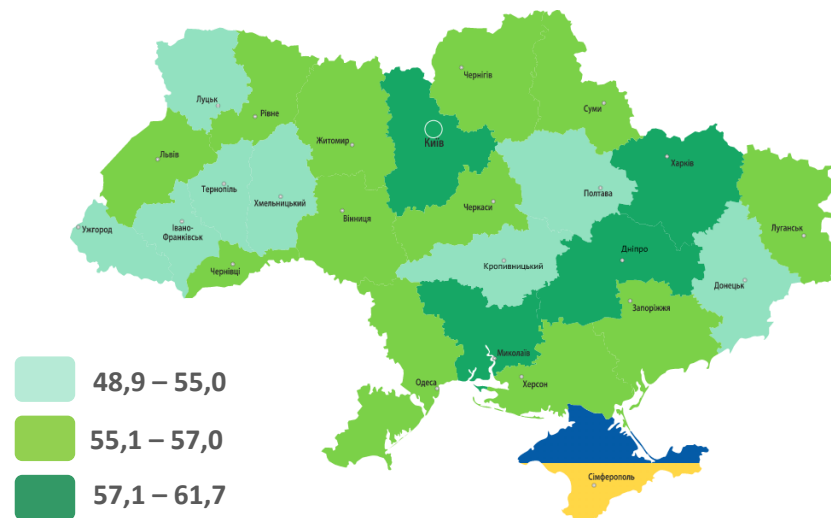 Чернігів
Луцьк
Рівне
Суми
Житомир
Київ
Львів
Харків
Тернопіль
Хмельницький
Полтава
Черкаси
Вінниця
Ужгород
Івано-
Франківськ
Луганськ
Чернівці
Кропивницький
Дніпро
Донецьк
Запоріжжя
Миколаїв
Одеса
Херсон
Сімферополь
48,9 – 55,0
55,1 – 57,0
57,1 – 61,7